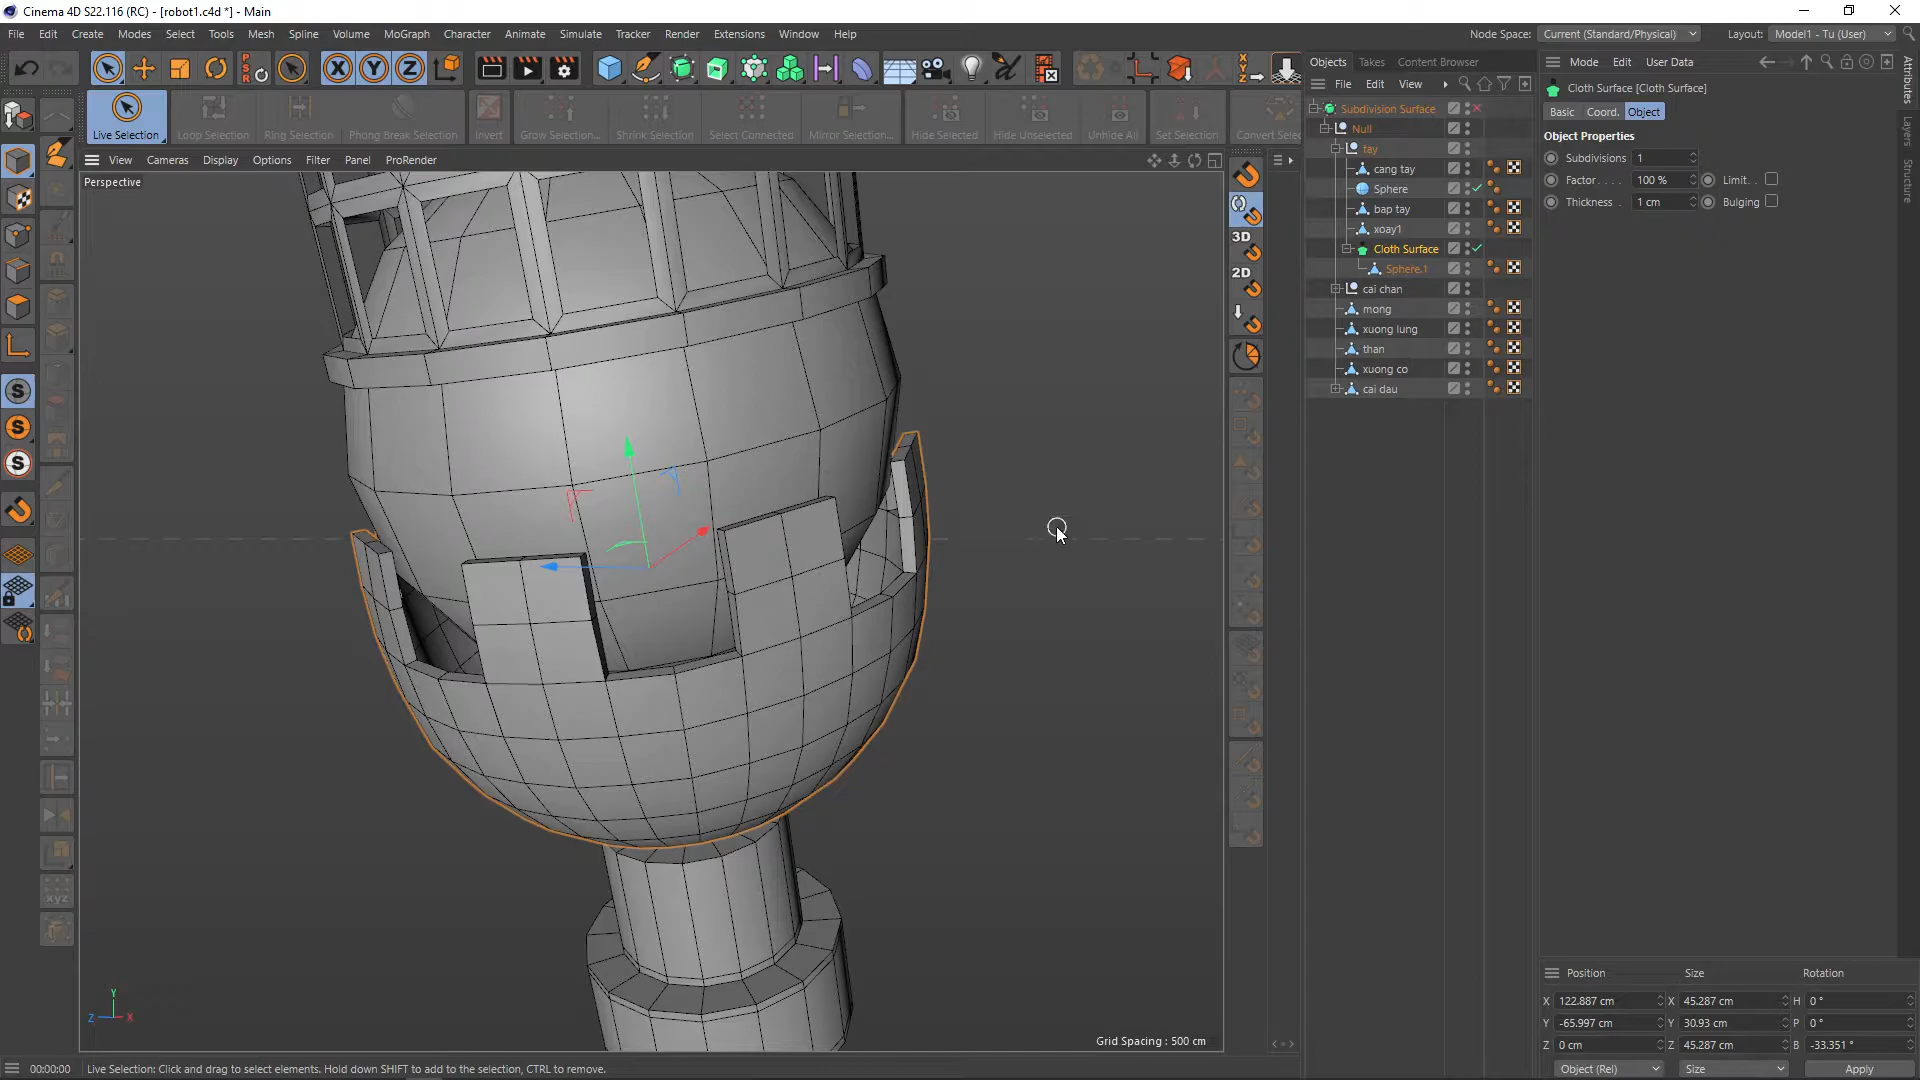 Cinema 4D S22.116 (RC) - [robot1.c4d *] - Main
File Edit Create Modes Select Tools Mesh Spline Volume MoGraph Character Animate Simulate Tracker Render Extensions Window Help
Node Space: Current (Standard/Physical) Layout: Model1 - Tu (User)
Live Selection Loop Selection Ring Selection Phong Break Selection Invert Grow Selection... Shrink Selection Select Connected Mirror Selection... Hide Selected Hide Unselected Unhide All Set Selection Convert Selec
View Cameras Display Options Filter Panel ProRender
Perspective
3D
2D
PSR
X Y Z
S
S
S
xyz
Grid Spacing : 500 cm
Y
Z X
00:00:00 Live Selection: Click and drag to select elements. Hold down SHIFT to add to the selection, CTRL to remove.
Objects Takes Content Browser
File Edit View
Subdivision Surface
Null
tay
cang tay
Sphere
bap tay
xoay1
Cloth Surface
Sphere.1
cai chan
mong
xuong lung
than
xuong co
cai dau
Mode Edit User Data
Cloth Surface [Cloth Surface]
Basic Coord. Object
Object Properties
Subdivisions 1
Factor. . . . 100 % Limit. .
Thickness . 1 cm Bulging
Attributes
Layers
Structure
Position Size Rotation
X 122.887 cm X 45.287 cm H 0 °
Y -65.997 cm Y 30.93 cm P 0 °
Z 0 cm Z 45.287 cm B -33.351 °
Object (Rel) Size Apply